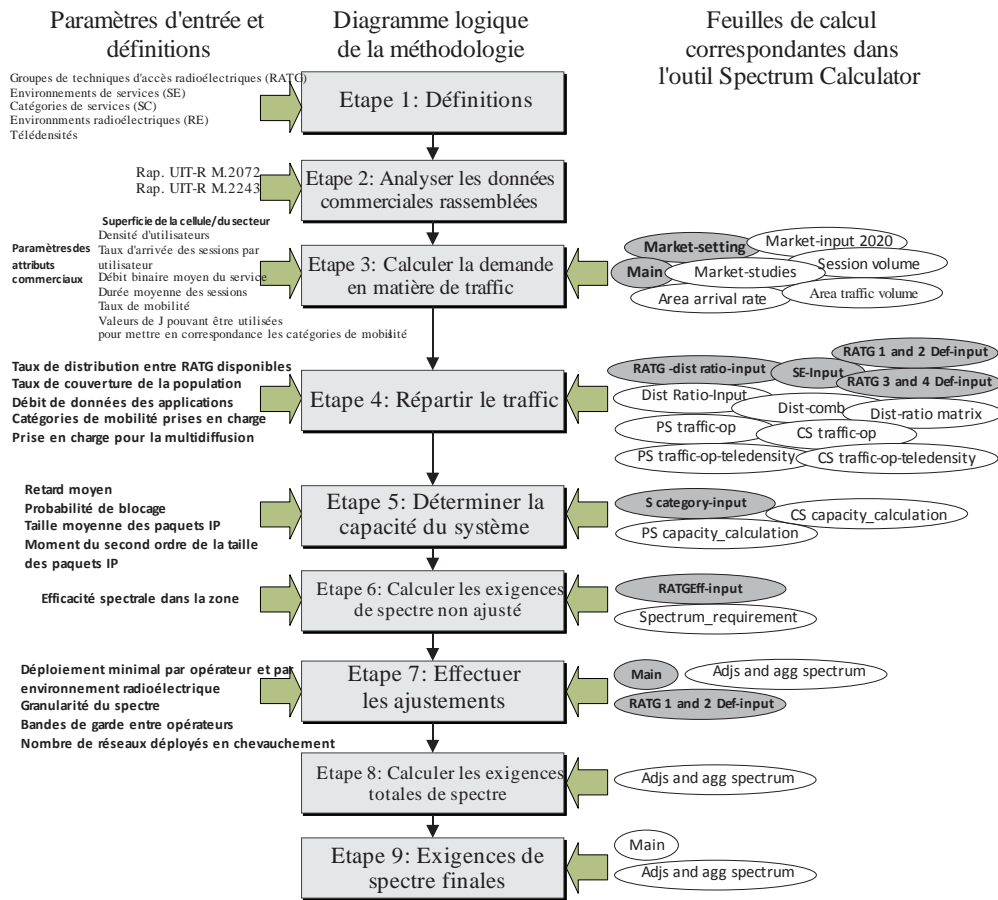 Paramètres d'entrée et
définitions
Diagramme logique
de la méthodologie
Feuilles de calcul
correspondantes dans
l'outil Spectrum Calculator
Groupes de techniques d'accès radioélectriques (RATG)
Environements de services (SE)
Catégories de services (SC)
Environnments radioélectriques (RE)
Télédensités
Etape 1: Définitions
Rap. UIT-R M.2072
Rap. UIT-R M.2243
Etape 2: Analyser les données
commerciales rassemblées
Paramètres des
attributs
commerciaux
Superficie de la cellule/du secteur
Densité d'utilisateurs
Taux d'arrivée des sessions par
utilisateur
Débit binaire moyen du service
Durée moyenne des sessions
Taux de mobilité
Valeurs de J pouvant être utilisées
pour mettre en correspondance les catégories de mobilité
Etape 3: Calculer la demande
en matière de traffic
Market-setting
Market-input 2020
Main
Market-studies
Session volume
Area arrival rate
Area traffic volume
Taux de distribution entre RATG disponibles
Taux de couverture de la population
Débit de données des applications
Catégories de mobilité prises en charge
Prise en charge pour la multidiffusion
Etape 4: Répartir le traffic
RATG 1 and 2 Def-input
RATG -dist ratio-input
SE-Input
RATG 3 and 4 Def-input
Dist Ratio-Input
Dist-comb
Dist-ratio matrix
PS traffic-op
CS traffic-op
PS traffic-op-teledensity
CS traffic-op-teledensity
Retard moyen
Probabilité de blocage
Taille moyenne des paquets IP
Moment du second ordre de la taille
des paquets IP
Etape 5: Déterminer la
capacité du système
S category-input
CS capacity_calculation
PS capacity_calculation
Efficacité spectrale dans la zone
Etape 6: Calculer les exigences
de spectre non ajusté
RATGEff-input
Spectrum_requirement
Déploiement minimal par opérateur et par
environnement radioélectrique
Granularité du spectre
Bandes de garde entre opérateurs
Nombre de réseaux déployés en chevauchement
Etape 7: Effectuer
les ajustements
Main
Adjs and agg spectrum
RATG 1 and 2 Def-input
Etape 8: Calculer les exigences
totales de spectre
Adjs and agg spectrum
Etape 9: Exigences de
spectre finales
Main
Adjs and agg spectrum